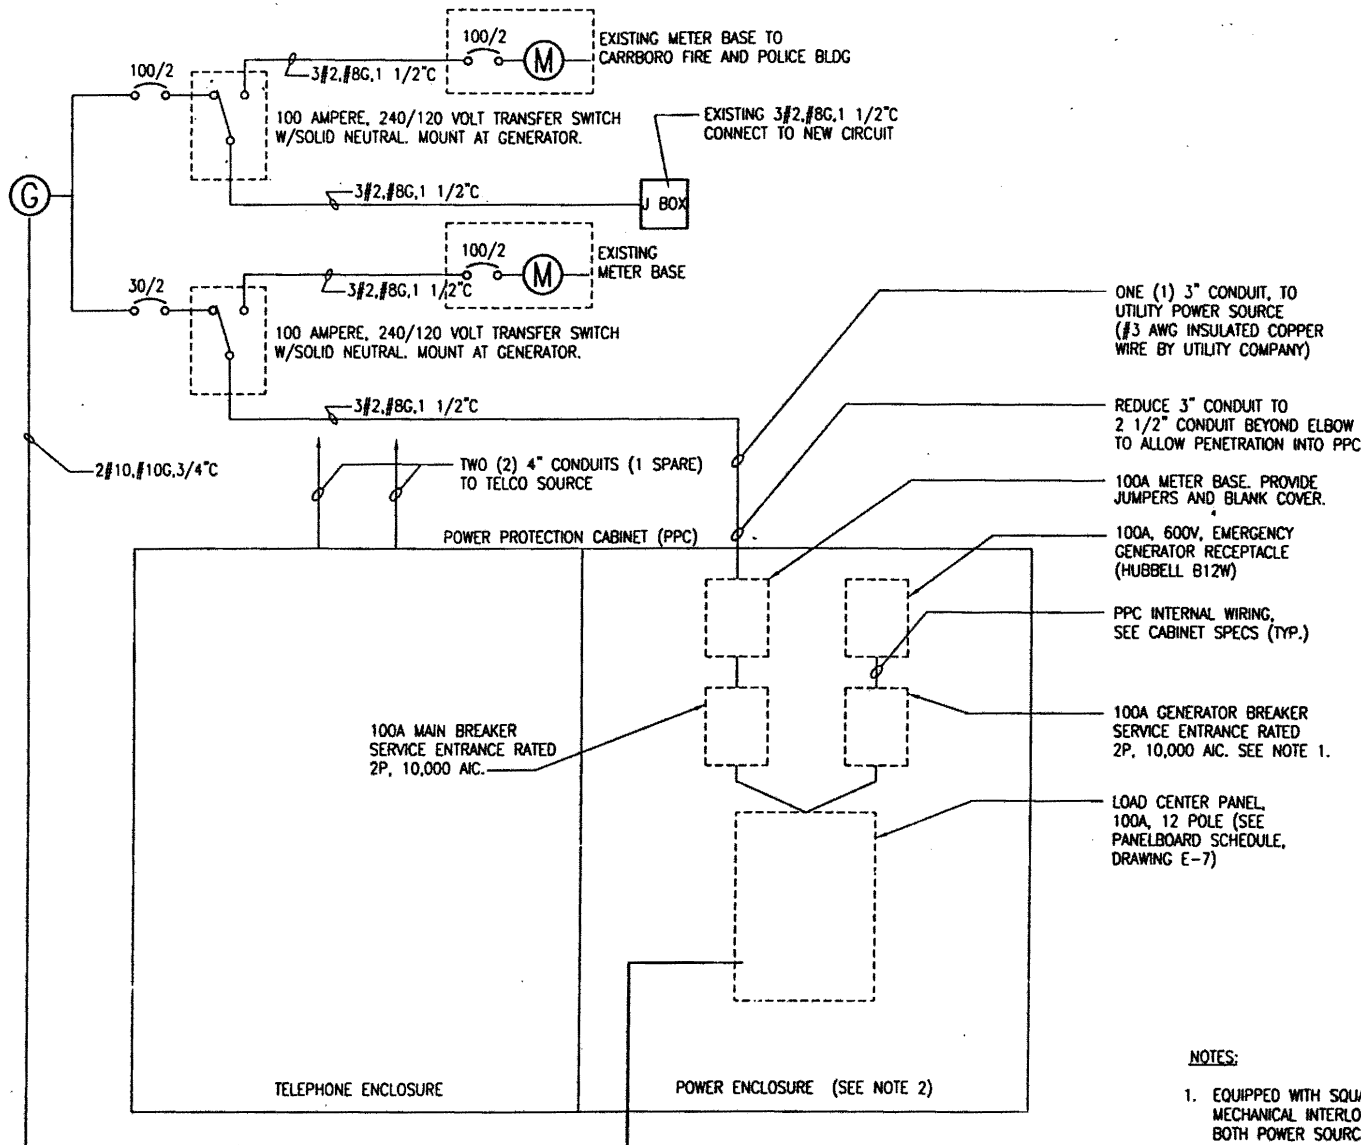 100/2
EXISTING METER BASE TO
CARRBORO FIRE AND POLICE BLDG
M
3#2,#8G,1 1/2"C
100/2
100 AMPERE, 240/120 VOLT TRANSFER SWITCH
W/SOLID NEUTRAL. MOUNT AT GENERATOR.
EXISTING 3#2,#8G,1 1/2"C
CONNECT TO NEW CIRCUIT
G
3#2,#8G,1 1/2"C
J BOX
100/2
EXISTING
METER BASE
M
3#2,#8G,1 1/2"C
30/2
100 AMPERE, 240/120 VOLT TRANSFER SWITCH
W/SOLID NEUTRAL. MOUNT AT GENERATOR.
ONE (1) 3" CONDUIT, TO
UTILITY POWER SOURCE
(#3 AWG INSULATED COPPER
WIRE BY UTILITY COMPANY)
3#2,#8G,1 1/2"C
REDUCE 3" CONDUIT TO
2 1/2" CONDUIT BEYOND ELBOW
TO ALLOW PENETRATION INTO PPC
2#10,#10G,3/4"C
TWO (2) 4" CONDUITS (1 SPARE)
TO TELCO SOURCE
100A METER BASE. PROVIDE
JUMPERS AND BLANK COVER.
POWER PROTECTION CABINET (PPC)
100A, 600V, EMERGENCY
GENERATOR RECEPTACLE
(HUBBELL B12W)
PPC INTERNAL WIRING,
SEE CABINET SPECS (TYP.)
100A MAIN BREAKER
SERVICE ENTRANCE RATED
2P, 10,000 AIC.
100A GENERATOR BREAKER
SERVICE ENTRANCE RATED
2P, 10,000 AIC. SEE NOTE 1.
LOAD CENTER PANEL,
100A, 12 POLE (SEE
PANELBOARD SCHEDULE,
DRAWING E-7)
TELEPHONE ENCLOSURE
POWER ENCLOSURE (SEE NOTE 2)
NOTES:
1. EQUIPPED WITH SQUA
MECHANICAL INTERLO
BOTH POWER SOURC